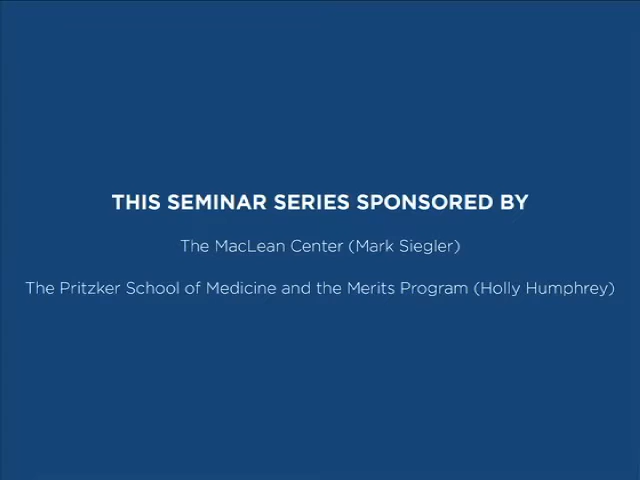 THIS SEMINAR SERIES SPONSORED BY
The MacLean Center (Mark Siegler)
The Pritzker School of Medicine and the Merits Program (Holly Humphrey)